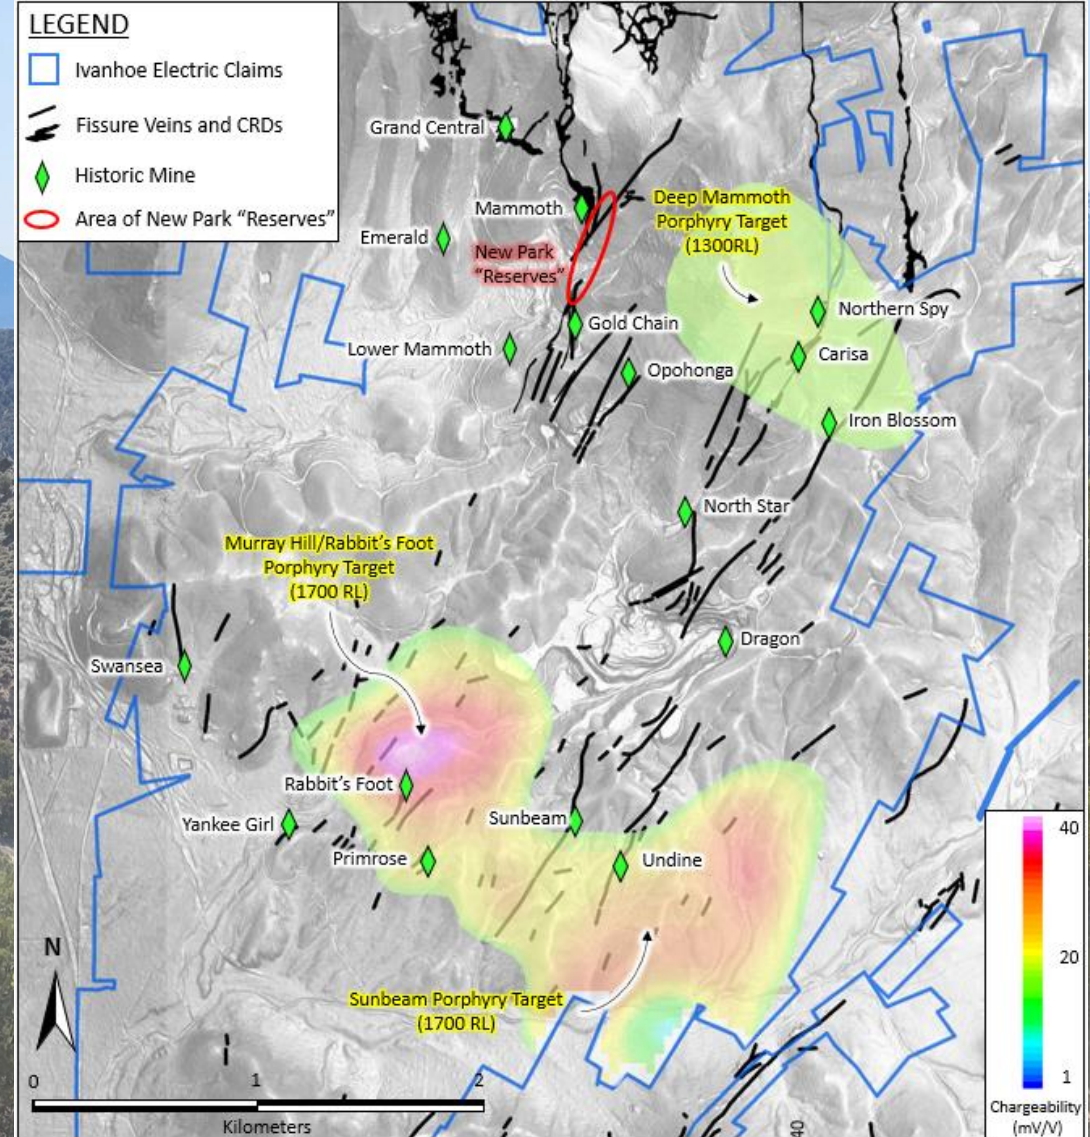 LEGEND
Ivanhoe Electric Claims
Fissure Veins and CRDs
Historic Mine
Area of New Park “Reserves”
Grand Central
Mammoth
Emerald
New Park
“Reserves”
Deep Mammoth
Porphyry Target
(1300RL)
Northern Spy
Gold Chain
Lower Mammoth
Carisa
Opohonga
Iron Blossom
North Star
Murray Hill/Rabbit’s Foot
Porphyry Target
(1700 RL)
Dragon
Swansea
Rabbit’s Foot
Yankee Girl
Sunbeam
Primrose
Undine
Sunbeam Porphyry Target
(1700 RL)
N
0 1 2
Kilometers
40
20
1
Chargeability
(mV/V)
40